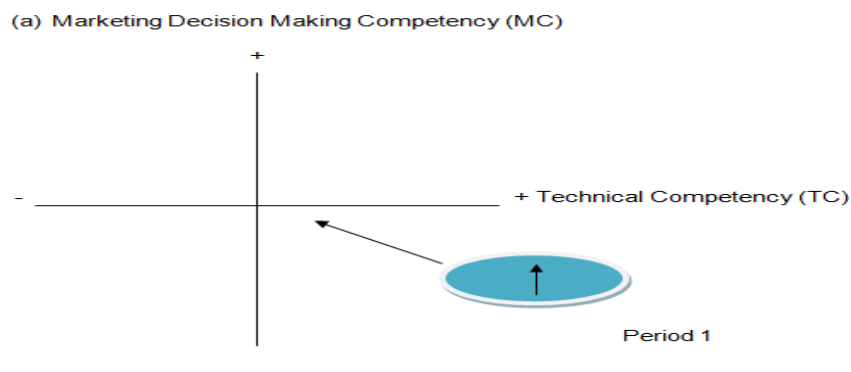 (a) Marketing Decision Making Competency (MC)
+
- + Technical Competency (TC)
Period 1